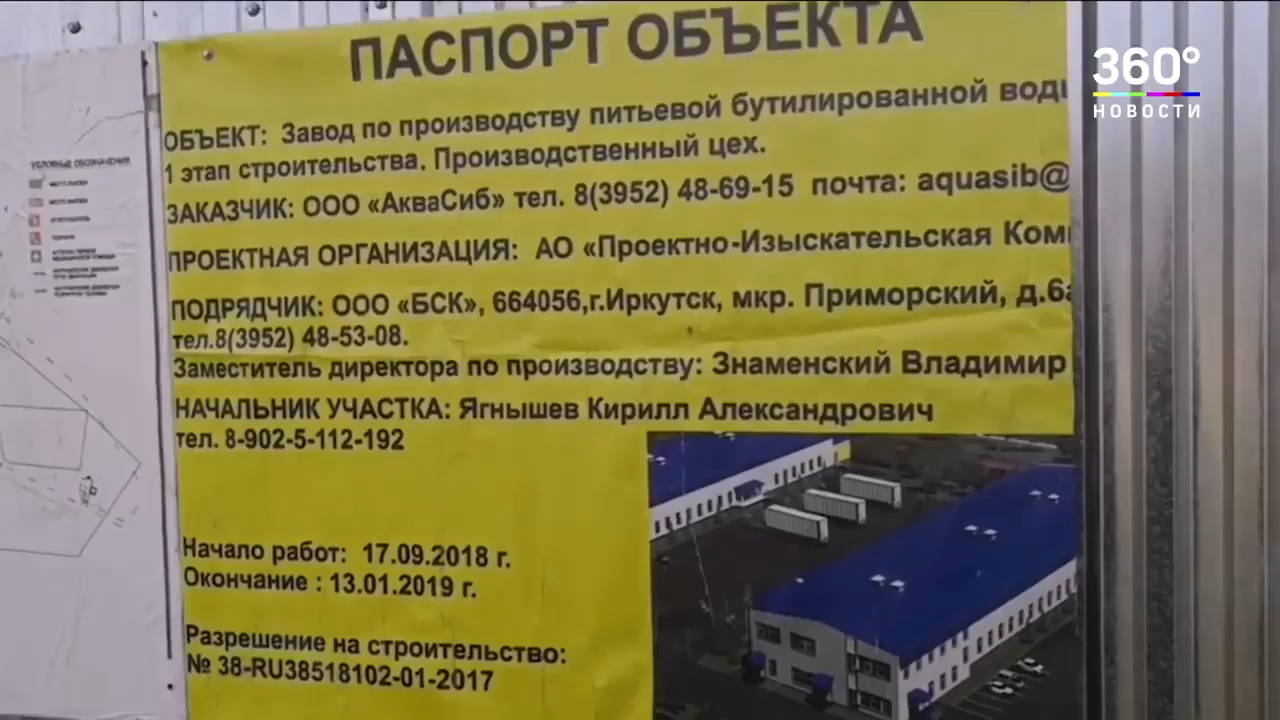 ПАСПОРТ ОБЪЕКТА
360°
НОВОСТИ
ОБЪЕКТ: Завод по производству питьевой бутилированной воды
1 этап строительства. Производственный цех.
ЗАКАЗЧИК: ООО «АкваСиб» тел. 8(3952) 48-69-15 почта: aquasib@
ПРОЕКТНАЯ ОРГАНИЗАЦИЯ: АО «Проектно-Изыскательская Ком
ПОДРЯДЧИК: ООО «БСК», 664056,г.Иркутск, мкр. Приморский, д.6а
тел.8(3952) 48-53-08.
Заместитель директора по производству: Знаменский Владимир
НАЧАЛЬНИК УЧАСТКА: Ягнышев Кирилл Александрович
тел. 8-902-5-112-192
Начало работ: 17.09.2018 г.
Окончание : 13.01.2019 г.
Разрешение на строительство:
№ 38-RU38518102-01-2017
УСЛОВНЫЕ ОБОЗНАЧЕНИЯ